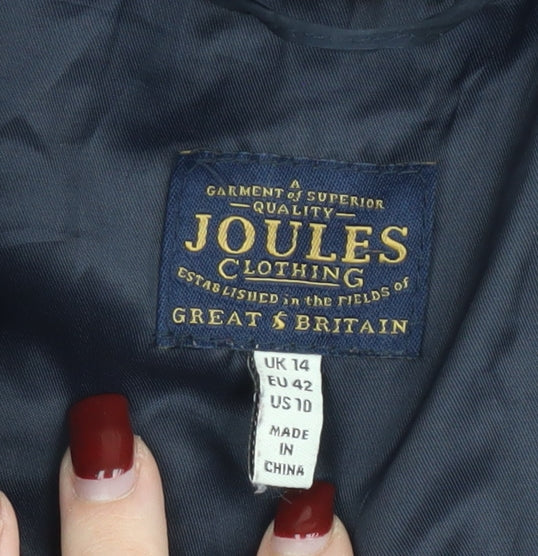 A
GARMENT of SUPERIOR
QUALITY
JOULES
CLOTHING
ESTABLISHED in the FIELDS of
GREAT BRITAIN
UK 14
EU 42
US 10
MADE
IN
CHINA